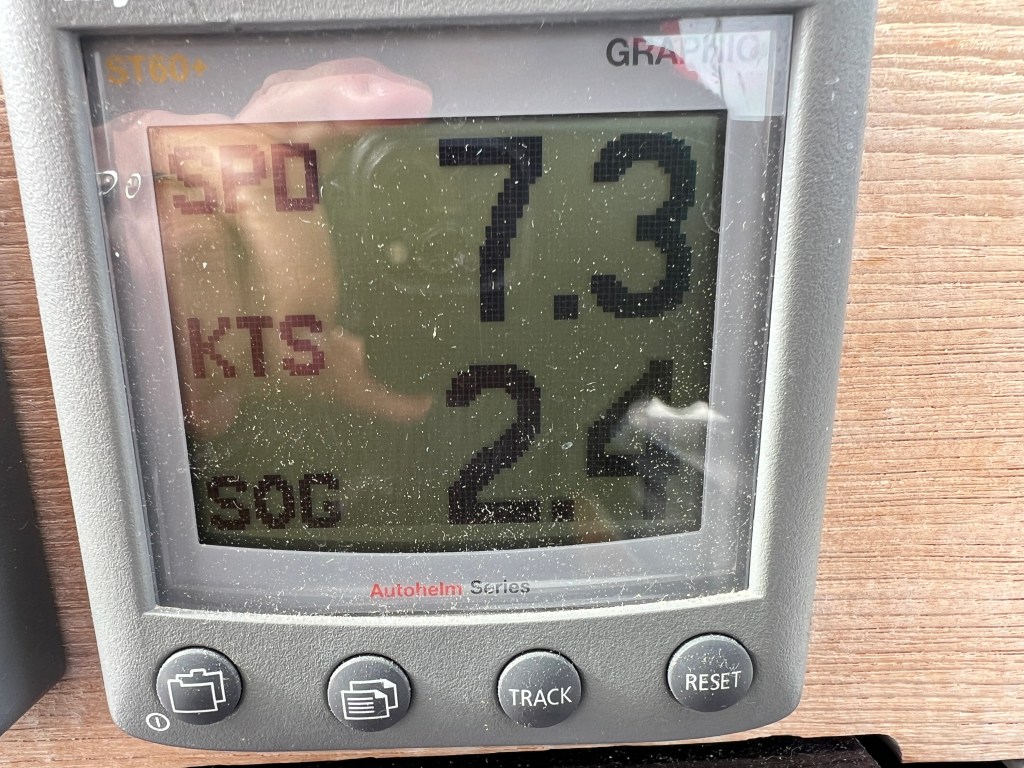 ST60+ GRAPHIC
SPD 7.3
KTS
SOG 2.4
Autohelm Series
TRACK RESET